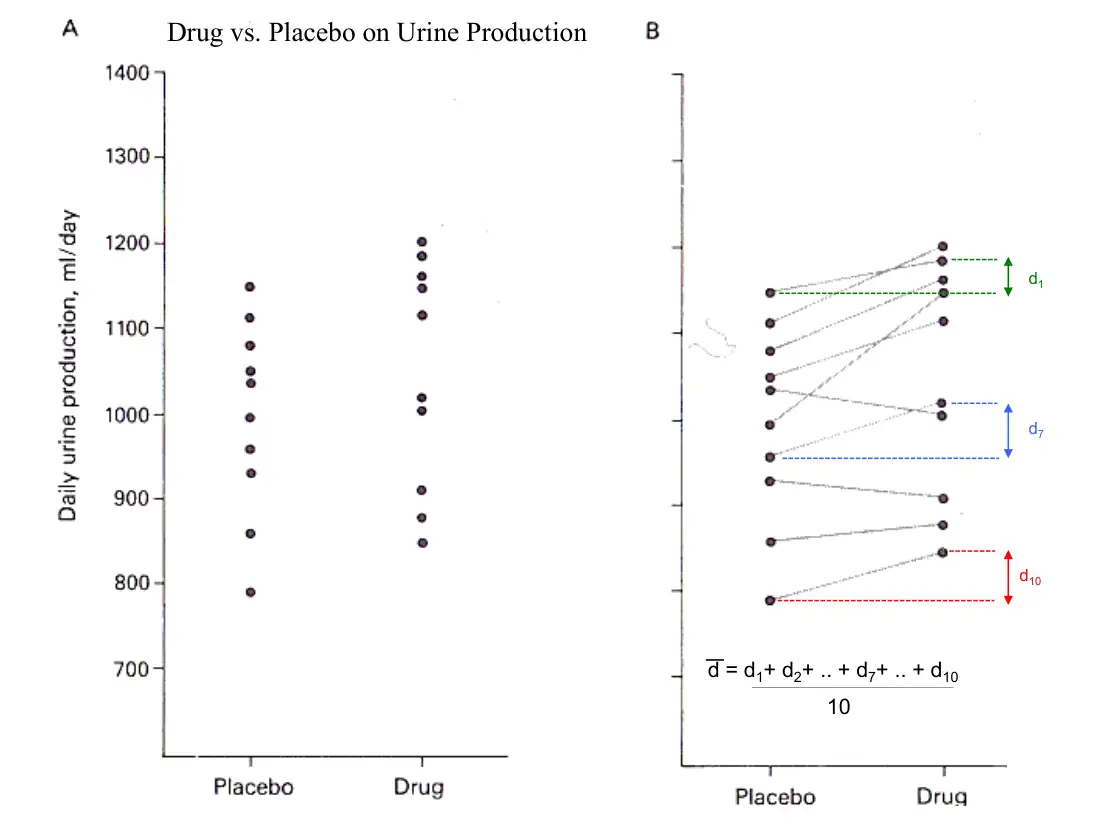 A
Drug vs. Placebo on Urine Production
B
1400
1300
1200
1100
1000
900
800
700
Daily urine production, ml/day
Placebo
Drug
d1
d7
d10
d = d1+ d2+ .. + d7+ .. + d10
10
Placebo
Drug